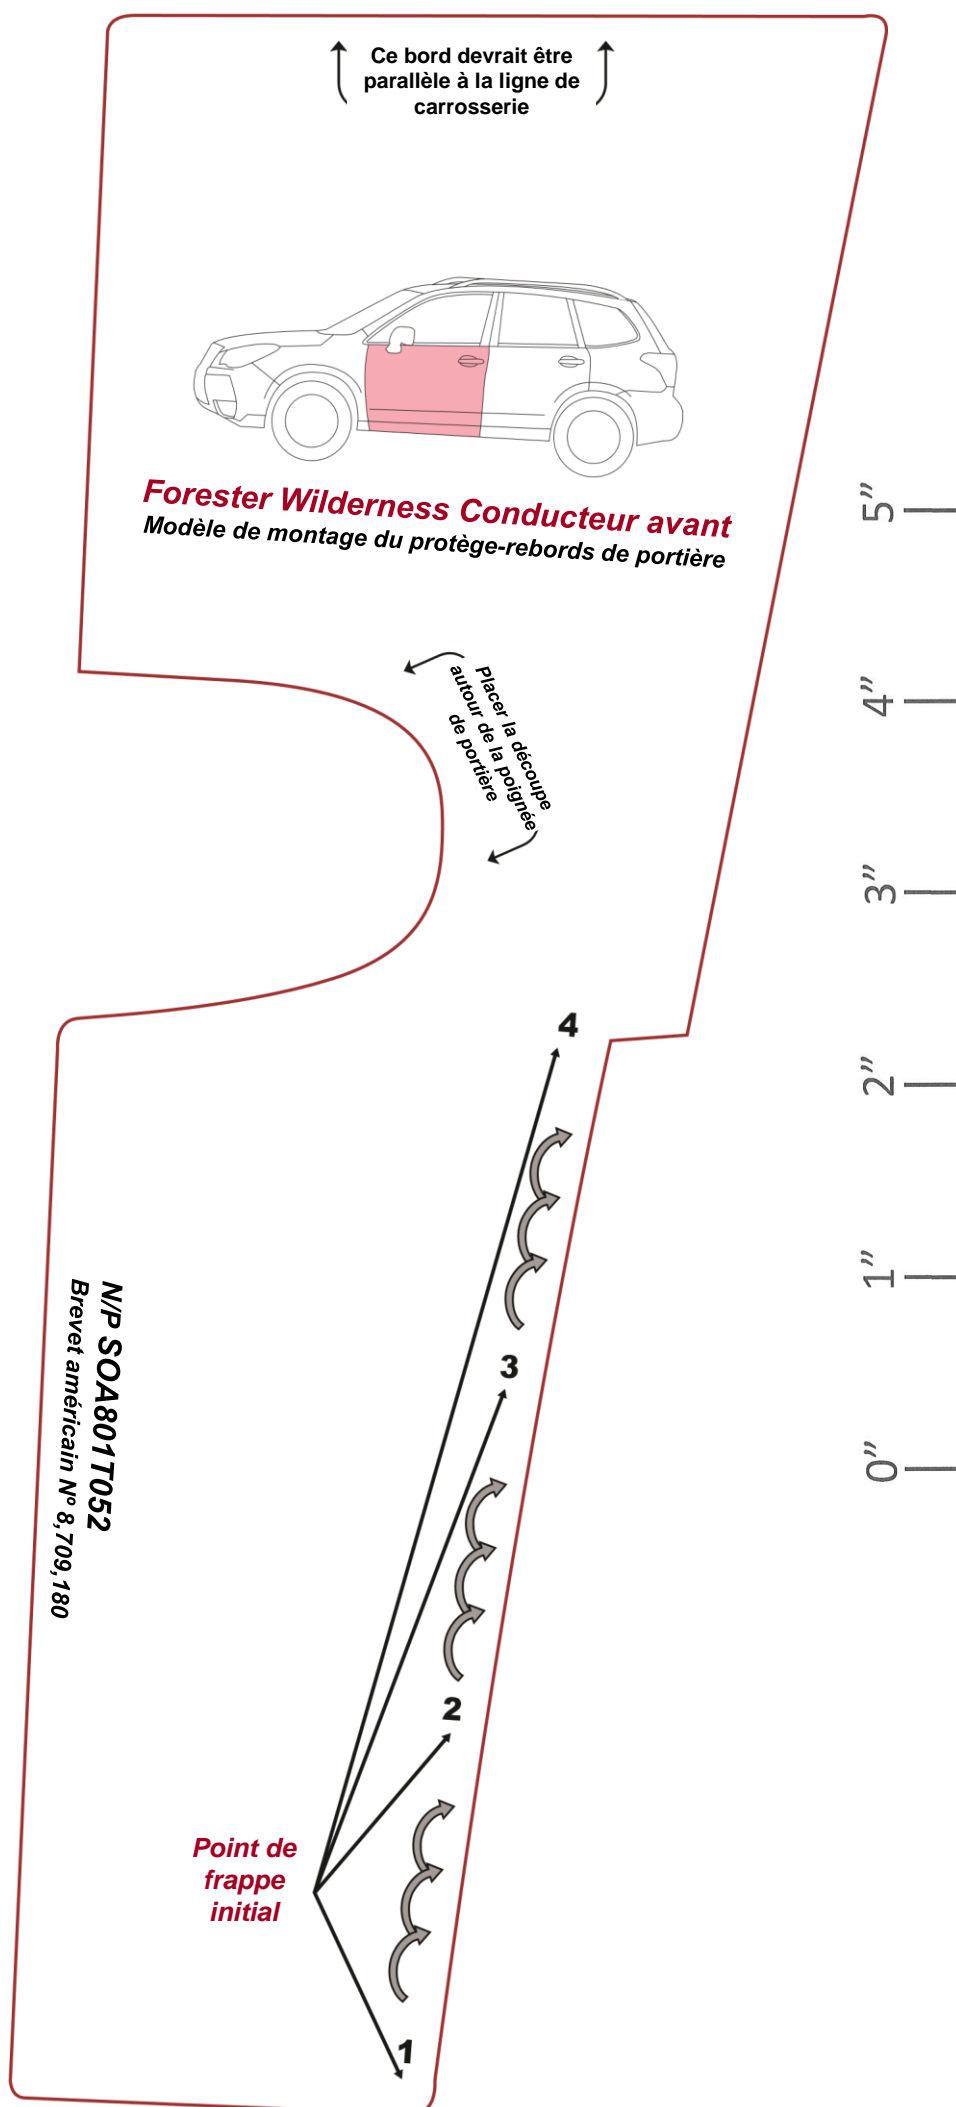 Ce bord devrait être
parallèle à la ligne de
carrosserie
Forester Wilderness Conducteur avant
Modèle de montage du protège-rebords de portière
5”
4”
3”
2”
1”
0”
Placer la découpe
autour de la poignée
de portière
4
3
2
1
N/P SOA801T052
Brevet américain Nº 8,709,180
Point de
frappe
initial